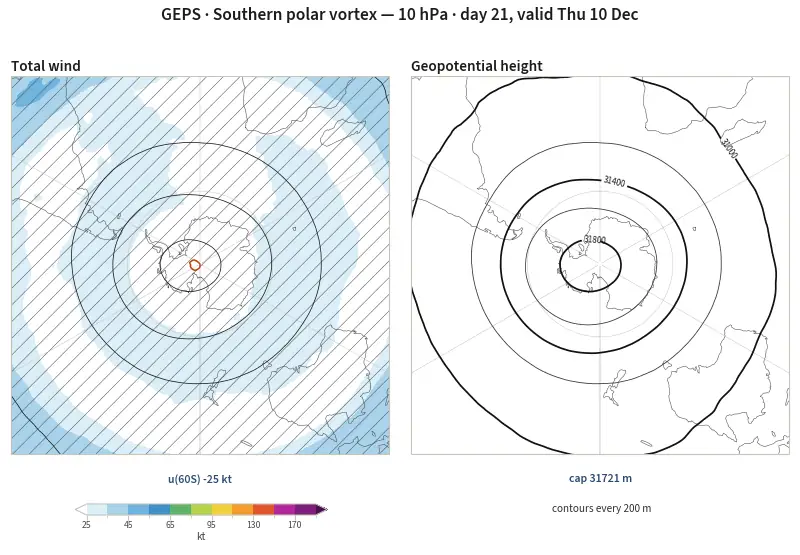 GEPS · Southern polar vortex — 10 hPa · day 21, valid Thu 10 Dec
Total wind
Geopotential height
31000
31400
31800
u(60S) -25 kt
cap 31721 m
contours every 200 m
25 45 65 95 130 170
kt